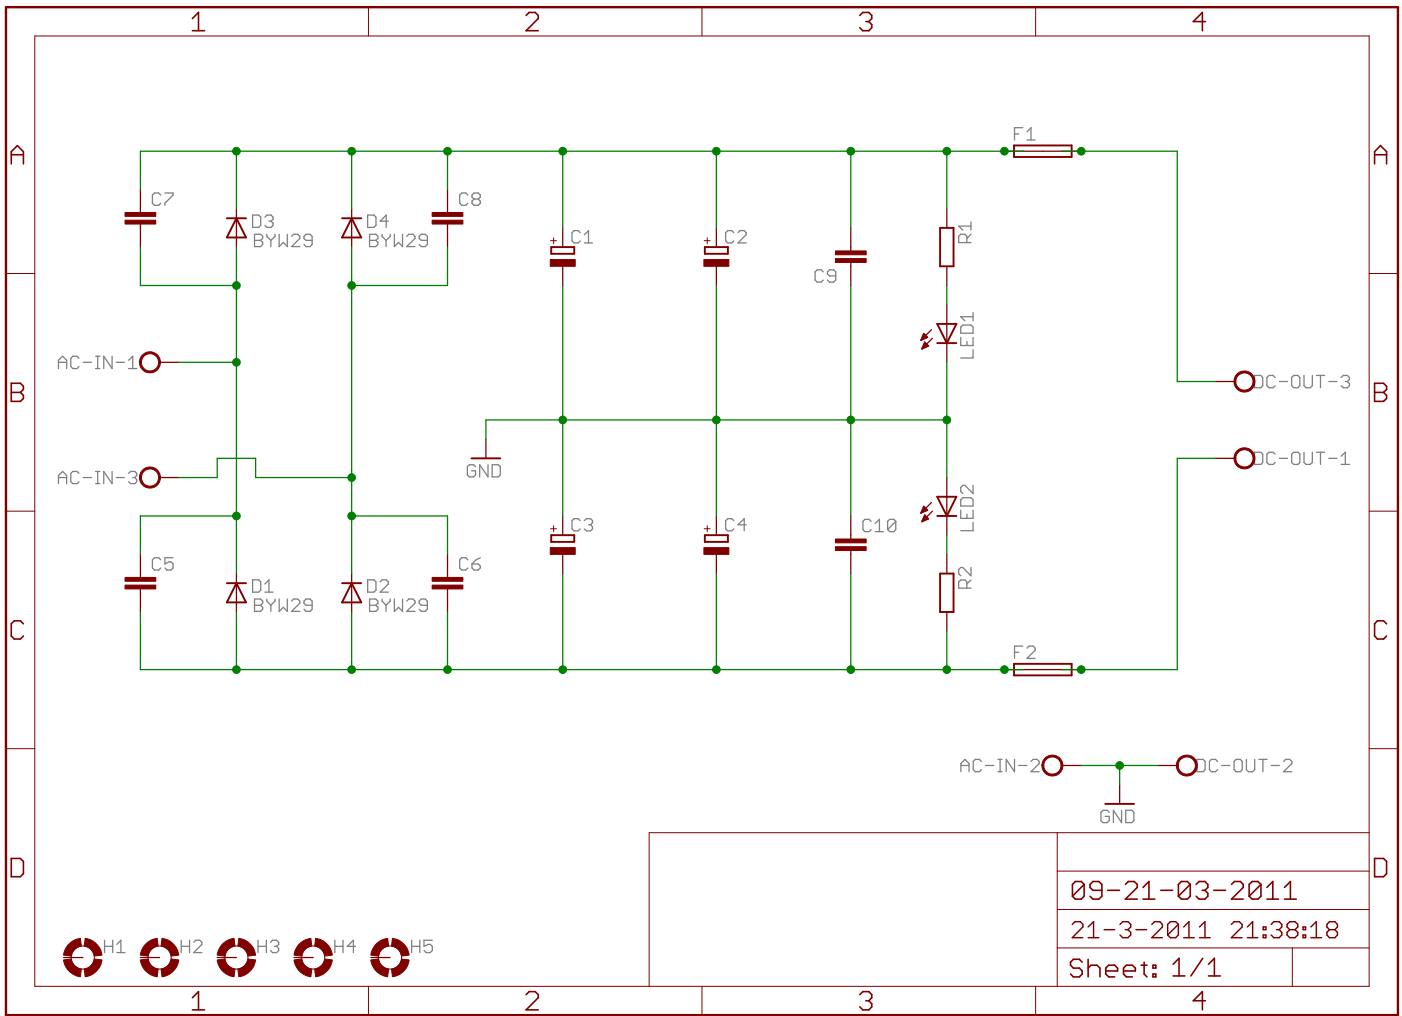 1 2 3 4
A A
F1
C7 D3 D4 C8
BYW29 BYW29
+ C1 + C2 R1
C9
LED1
AC-IN-1
DC-OUT-3
B B
AC-IN-3 GND DC-OUT-1
LED2
+ C3 + C4 C10
C5 D1 D2 C6 R2
BYW29 BYW29
C C
F2
AC-IN-2 DC-OUT-2
GND
D D
09-21-03-2011
21-3-2011 21:38:18
H1 H2 H3 H4 H5
Sheet: 1/1
1 2 3 4